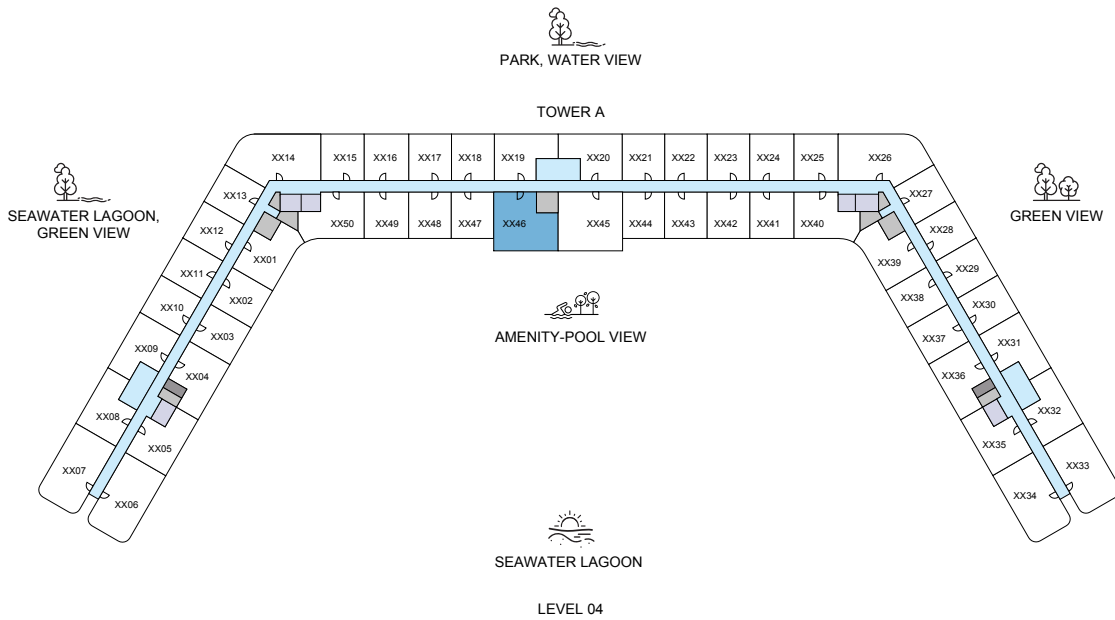 PARK, WATER VIEW
TOWER A
XX14
XX15
XX16
XX17
XX18
XX19
XX20
XX21
XX22
XX23
XX24
XX25
XX26
SEAWATER LAGOON,
GREEN VIEW
GREEN VIEW
XX13
XX12
XX11
XX10
XX09
XX08
XX07
XX01
XX02
XX03
XX04
XX05
XX06
XX50
XX49
XX48
XX47
XX46
XX45
XX44
XX43
XX42
XX41
XX40
XX27
XX28
XX29
XX30
XX31
XX32
XX33
XX39
XX38
XX37
XX36
XX35
XX34
AMENITY-POOL VIEW
SEAWATER LAGOON
LEVEL 04